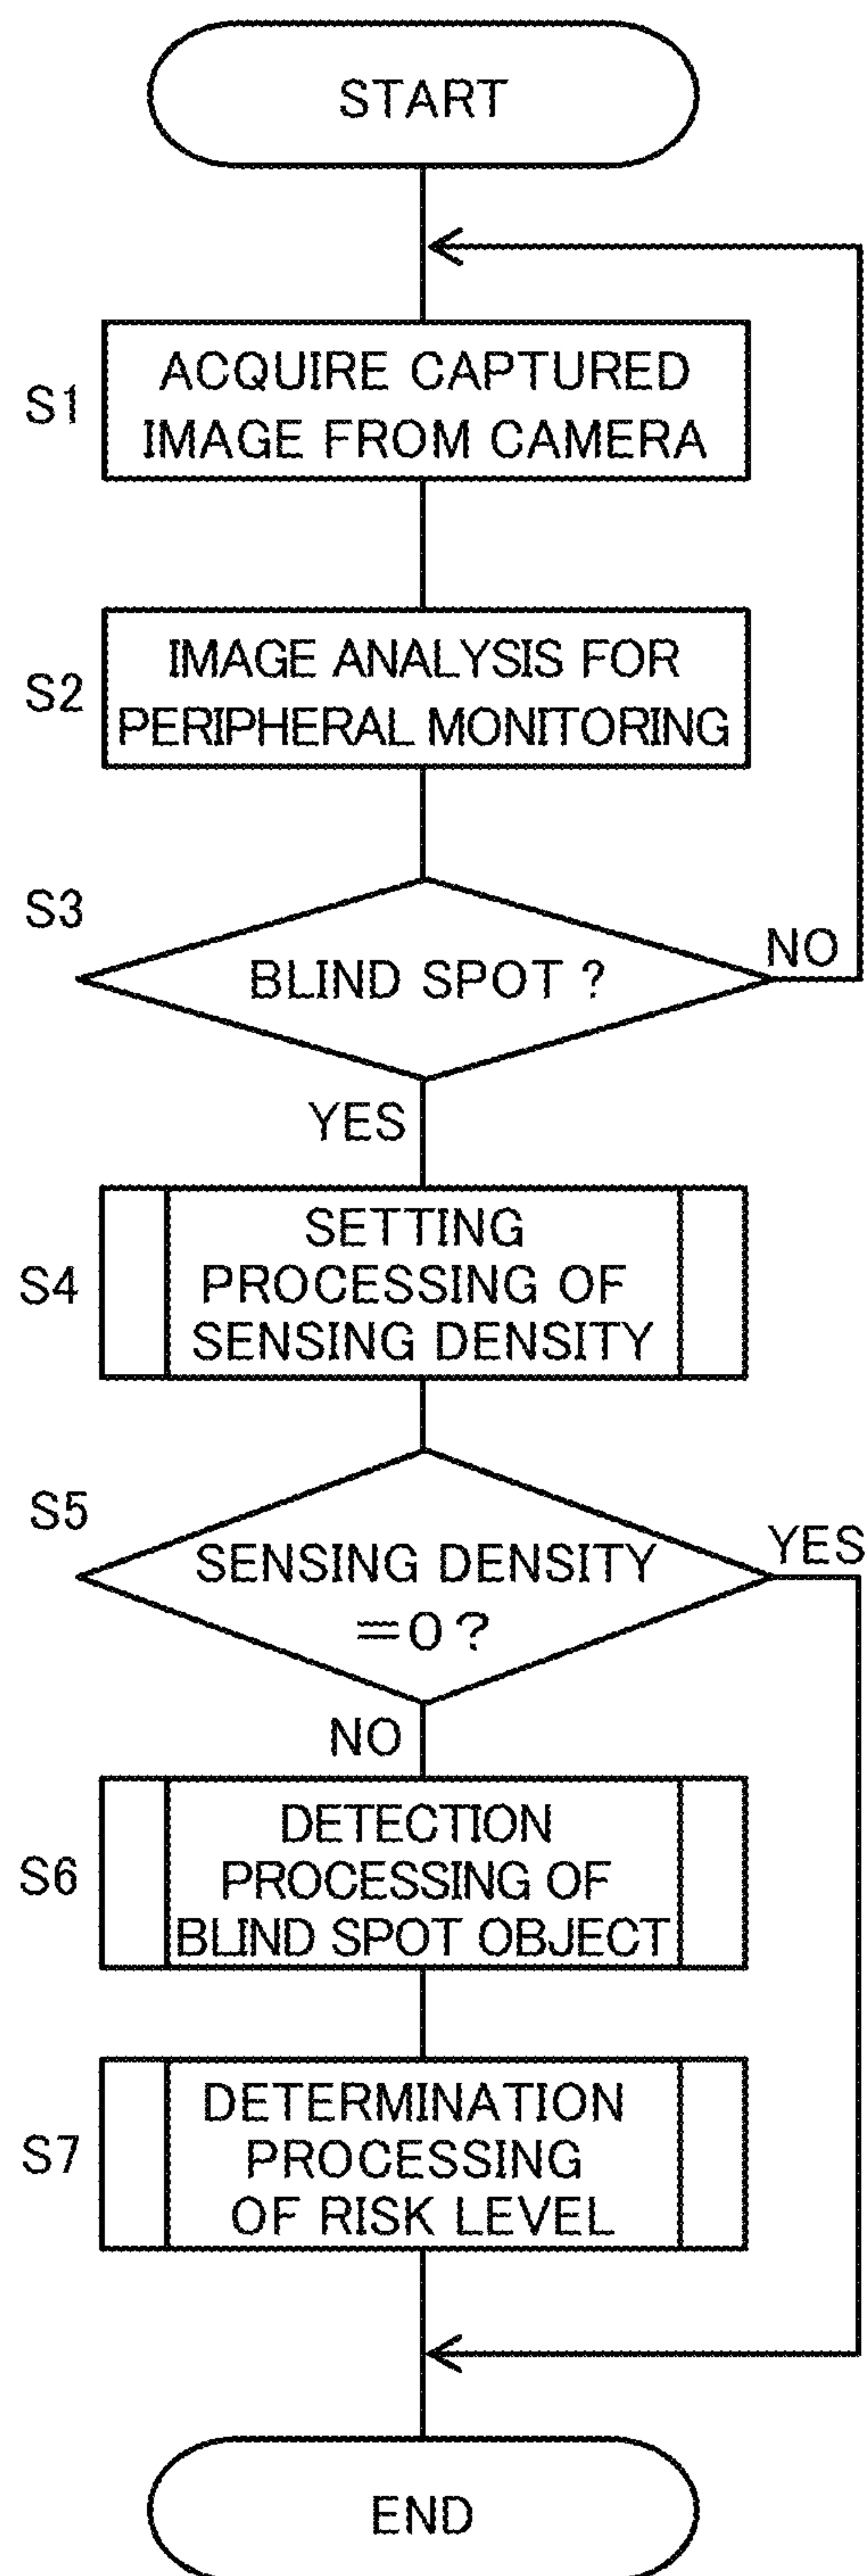 START
S1
ACQUIRE CAPTURED
IMAGE FROM CAMERA
S2
IMAGE ANALYSIS FOR
PERIPHERAL MONITORING
S3
BLIND SPOT ?
NO
YES
S4
SETTING
PROCESSING OF
SENSING DENSITY
S5
SENSING DENSITY
=0?
YES
NO
S6
DETECTION
PROCESSING OF
BLIND SPOT OBJECT
S7
DETERMINATION
PROCESSING
OF RISK LEVEL
END